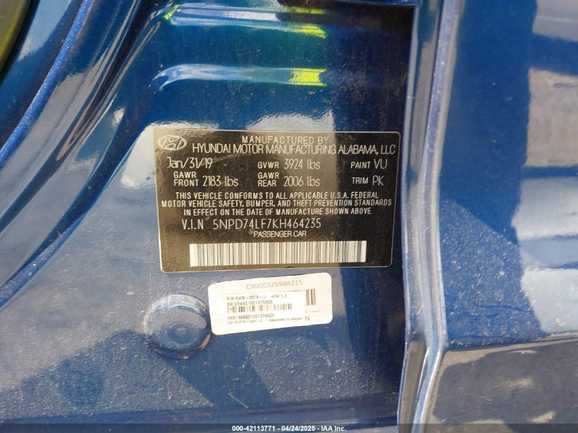 MANUFACTURED BY
HYUNDAI MOTOR MANUFACTURING ALABAMA, LLC
Jan/31/19 GVWR 3924 lbs PAINT VU
GAWR FRONT 2183 lbs GAWR REAR 2006 lbs TRIM PK
THIS VEHICLE CONFORMS TO ALL APPLICABLE U.S.A. FEDERAL
MOTOR VEHICLE SAFETY, BUMPER, AND THEFT PREVENTION
STANDARDS IN EFFECT ON THE DATE OF MANUFACTURE SHOWN ABOVE.
V.I.N 5NPD74LF7KH464235
PASSENGER CAR
000-42113771 - 04/24/2025 - IAA Inc.